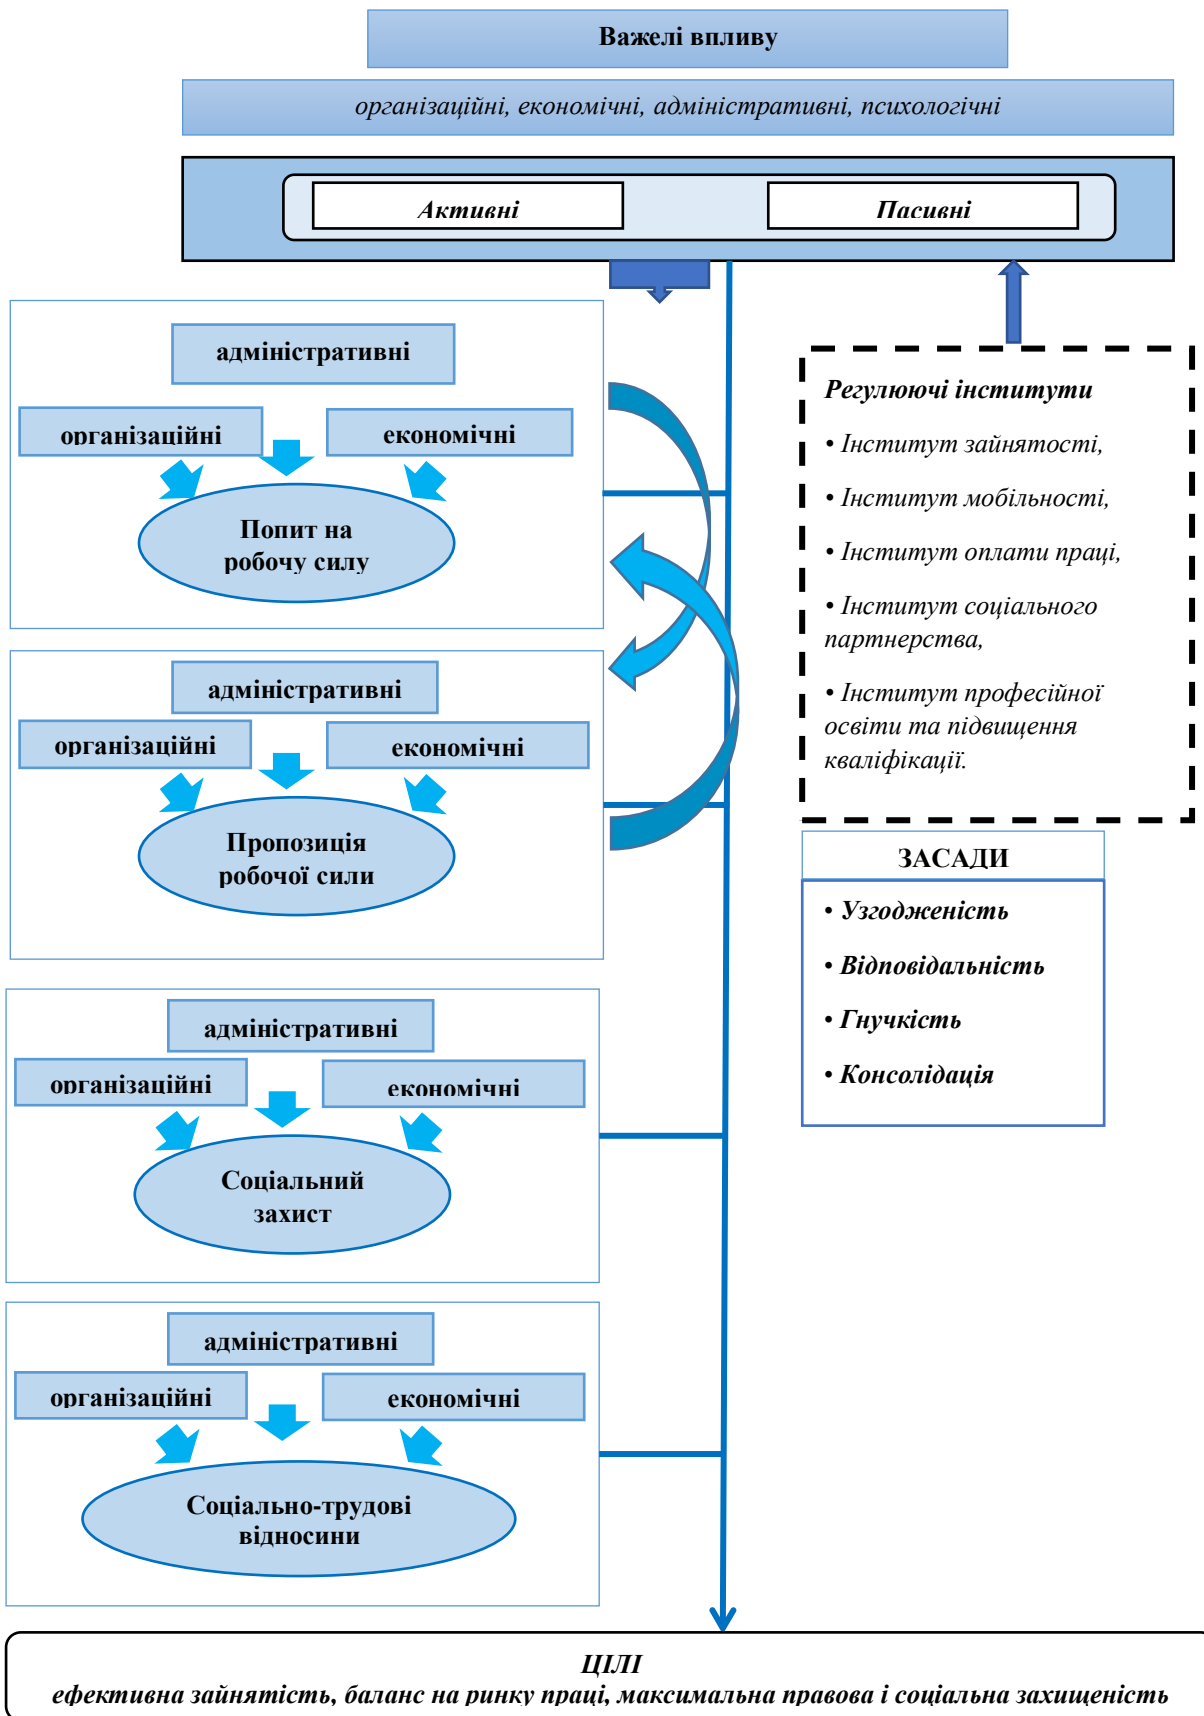 Важелі впливу
організаційні, економічні, адміністративні, психологічні
Активні
Пасивні
адміністративні
організаційні
економічні
Попит на
робочу силу
адміністративні
організаційні
економічні
Пропозиція
робочої сили
адміністративні
організаційні
економічні
Соціальний
захист
адміністративні
організаційні
економічні
Соціально-трудові
відносини
Регулюючі інститути
• Інститут зайнятості,
• Інститут мобільності,
• Інститут оплати праці,
• Інститут соціального
партнерства,
• Інститут професійної
освіти та підвищення
кваліфікації.
ЗАСАДИ
• Узгодженість
• Відповідальність
• Гнучкість
• Консолідація
ЦІЛІ
ефективна зайнятість, баланс на ринку праці, максимальна правова і соціальна захищеність